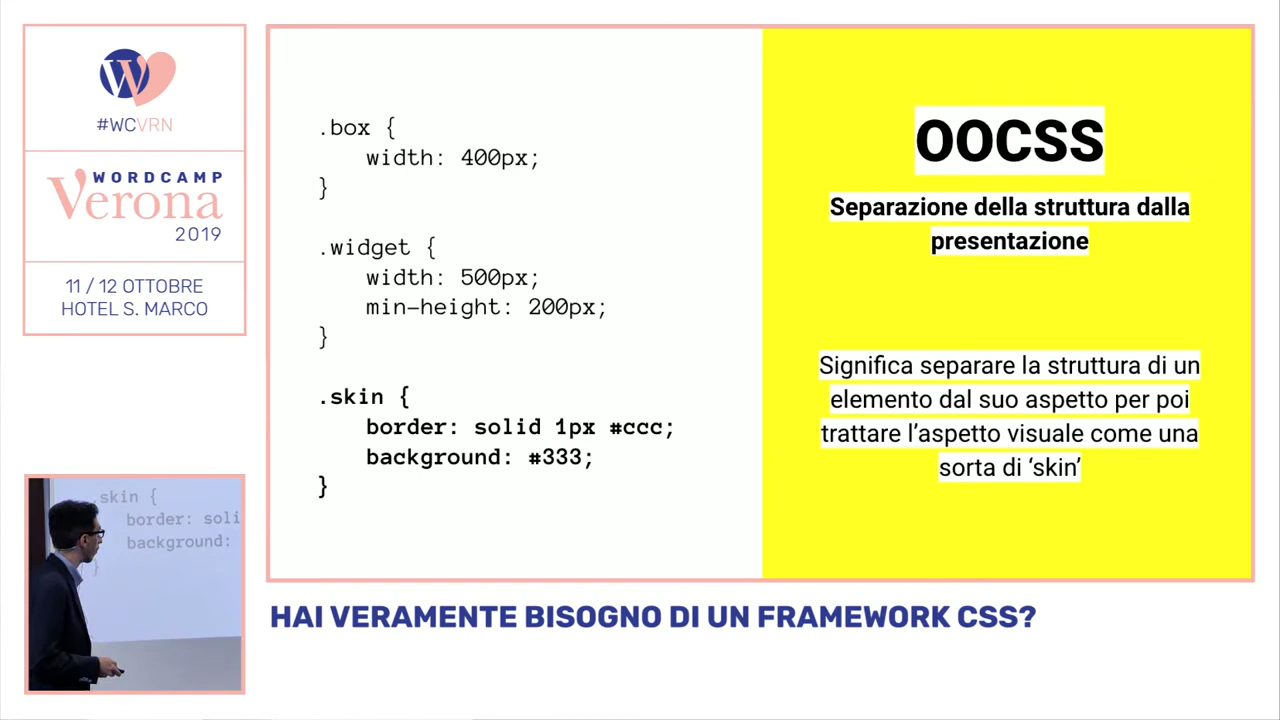 #WCVRN
WORDCAMP
Verona
2019
11 / 12 OTTOBRE
HOTEL S. MARCO
.box {
width: 400px;
}
.widget {
width: 500px;
min-height: 200px;
}
.skin {
border: solid 1px #ccc;
background: #333;
}
OOCSS
Separazione della struttura dalla
presentazione
Significa separare la struttura di un
elemento dal suo aspetto per poi
trattare l’aspetto visuale come una
sorta di ‘skin’
.skin {
border: soli
background:
}
HAI VERAMENTE BISOGNO DI UN FRAMEWORK CSS?